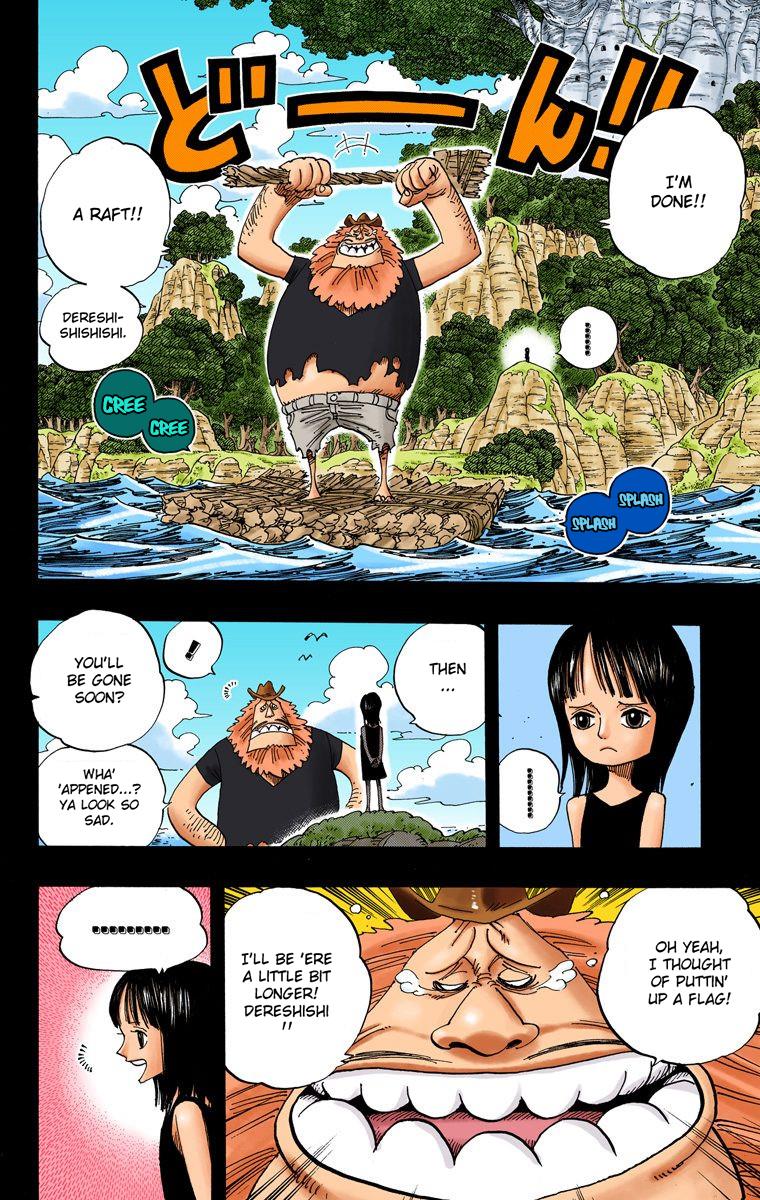 どーん!!
I'M
DONE!!
A RAFT!!
DERESHI-
SHISHISHI.
......
CREE
CREE
SPLASH
SPLASH
........
THEN
...
!
YOU'LL
BE GONE
SOON?
WHA'
'APPENED...?
YA LOOK SO
SAD.
OH YEAH,
I THOUGHT
OF PUTTIN'
UP A FLAG!
I'LL BE 'ERE
A LITTLE BIT
LONGER!
DERESHISHI
!!
.........